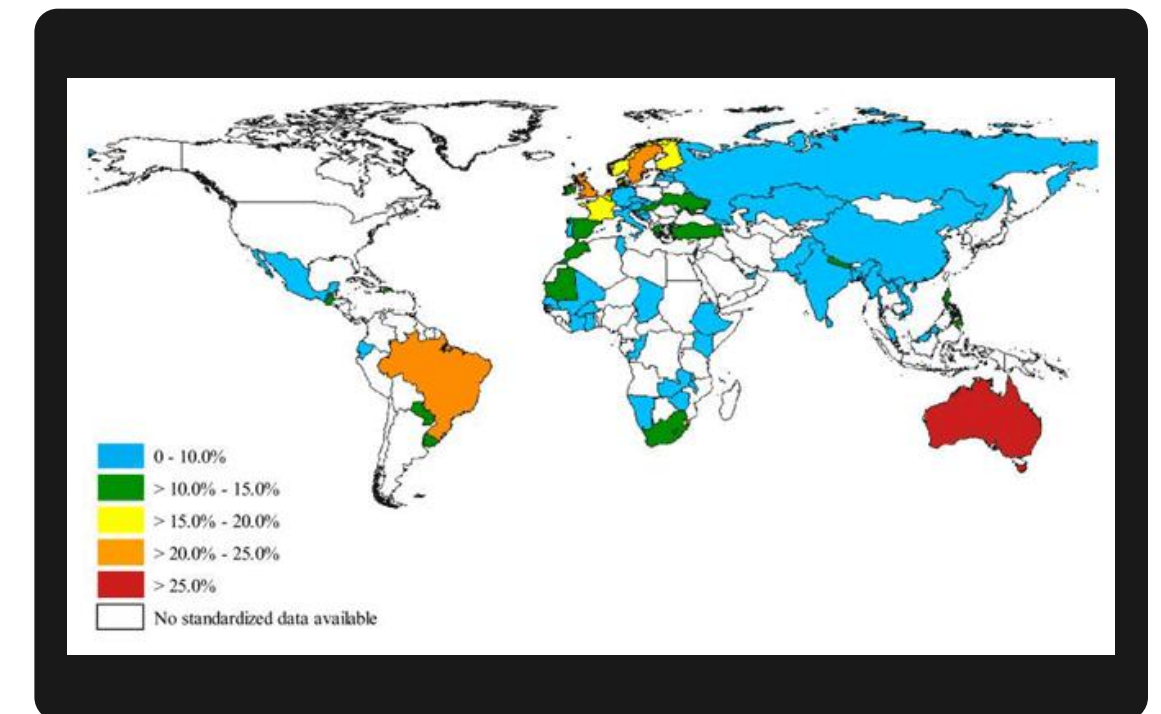 0 - 10.0%
> 10.0% - 15.0%
> 15.0% - 20.0%
> 20.0% - 25.0%
> 25.0%
No standardized data available